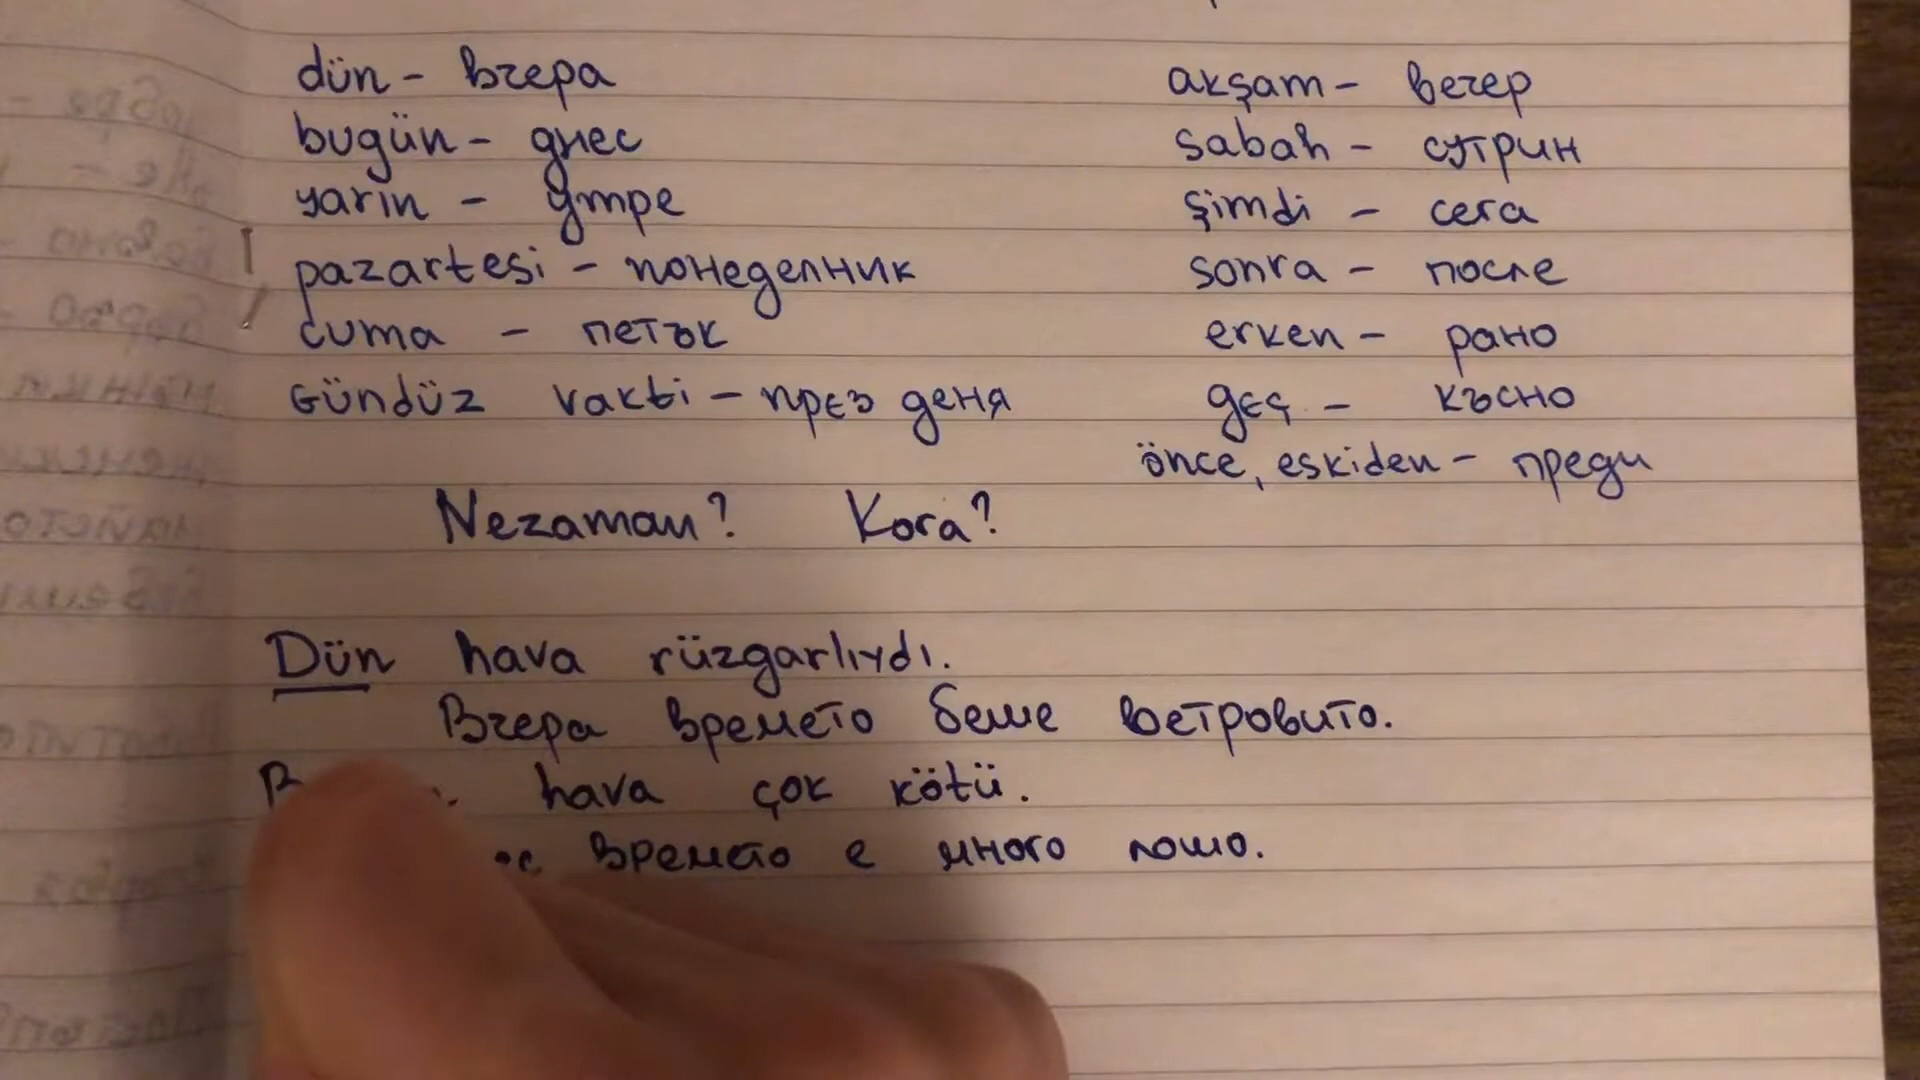 dün - вчера
bugün - днес
yarın - утре
pazartesi - понеделник
cuma - петък
Gündüz vakti - през деня
akşam - вечер
sabah - сутрин
şimdi - сега
sonra - после
erken - рано
geç - късно
önce, eskiden - преди
Nezaman? Кога?
Dün hava rüzgarlıydı.
Вчера времето беше ветровито.
hava çok kötü.
времето е много лошо.